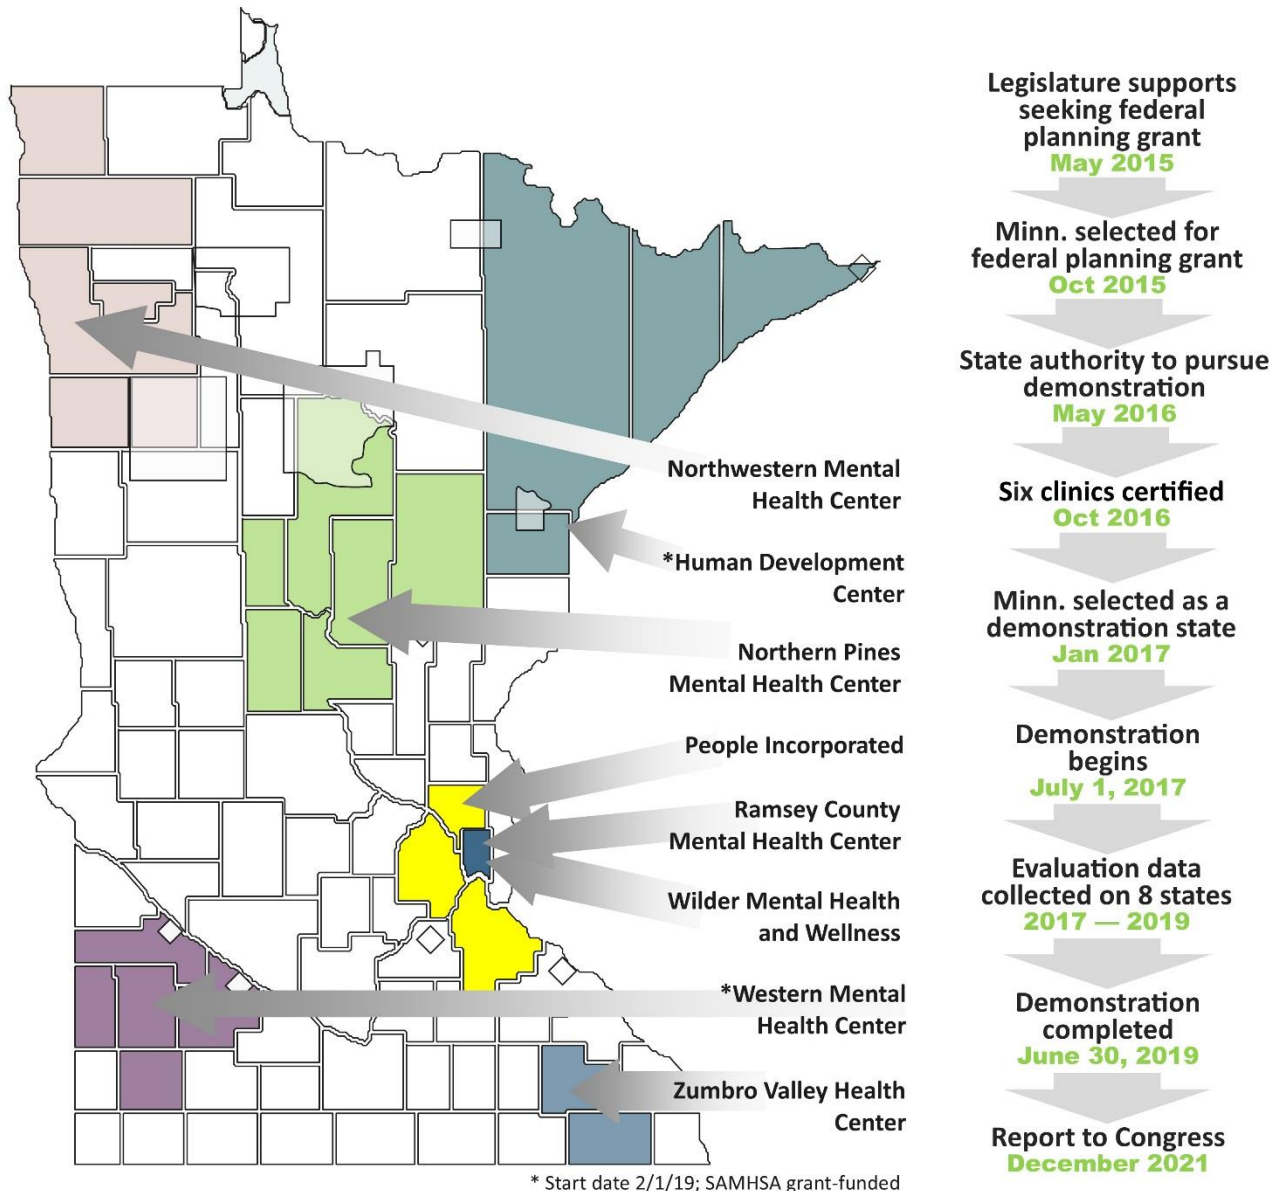 Northwestern Mental
Health Center
*Human Development
Center
Northern Pines
Mental Health Center
People Incorporated
Ramsey County
Mental Health Center
Wilder Mental Health
and Wellness
*Western Mental
Health Center
Zumbro Valley Health
Center
* Start date 2/1/19; SAMHSA grant-funded
Legislature supports
seeking federal
planning grant
May 2015
Minn. selected for
federal planning grant
Oct 2015
State authority to pursue
demonstration
May 2016
Six clinics certified
Oct 2016
Minn. selected as a
demonstration state
Jan 2017
Demonstration
begins
July 1, 2017
Evaluation data
collected on 8 states
2017 — 2019
Demonstration
completed
June 30, 2019
Report to Congress
December 2021